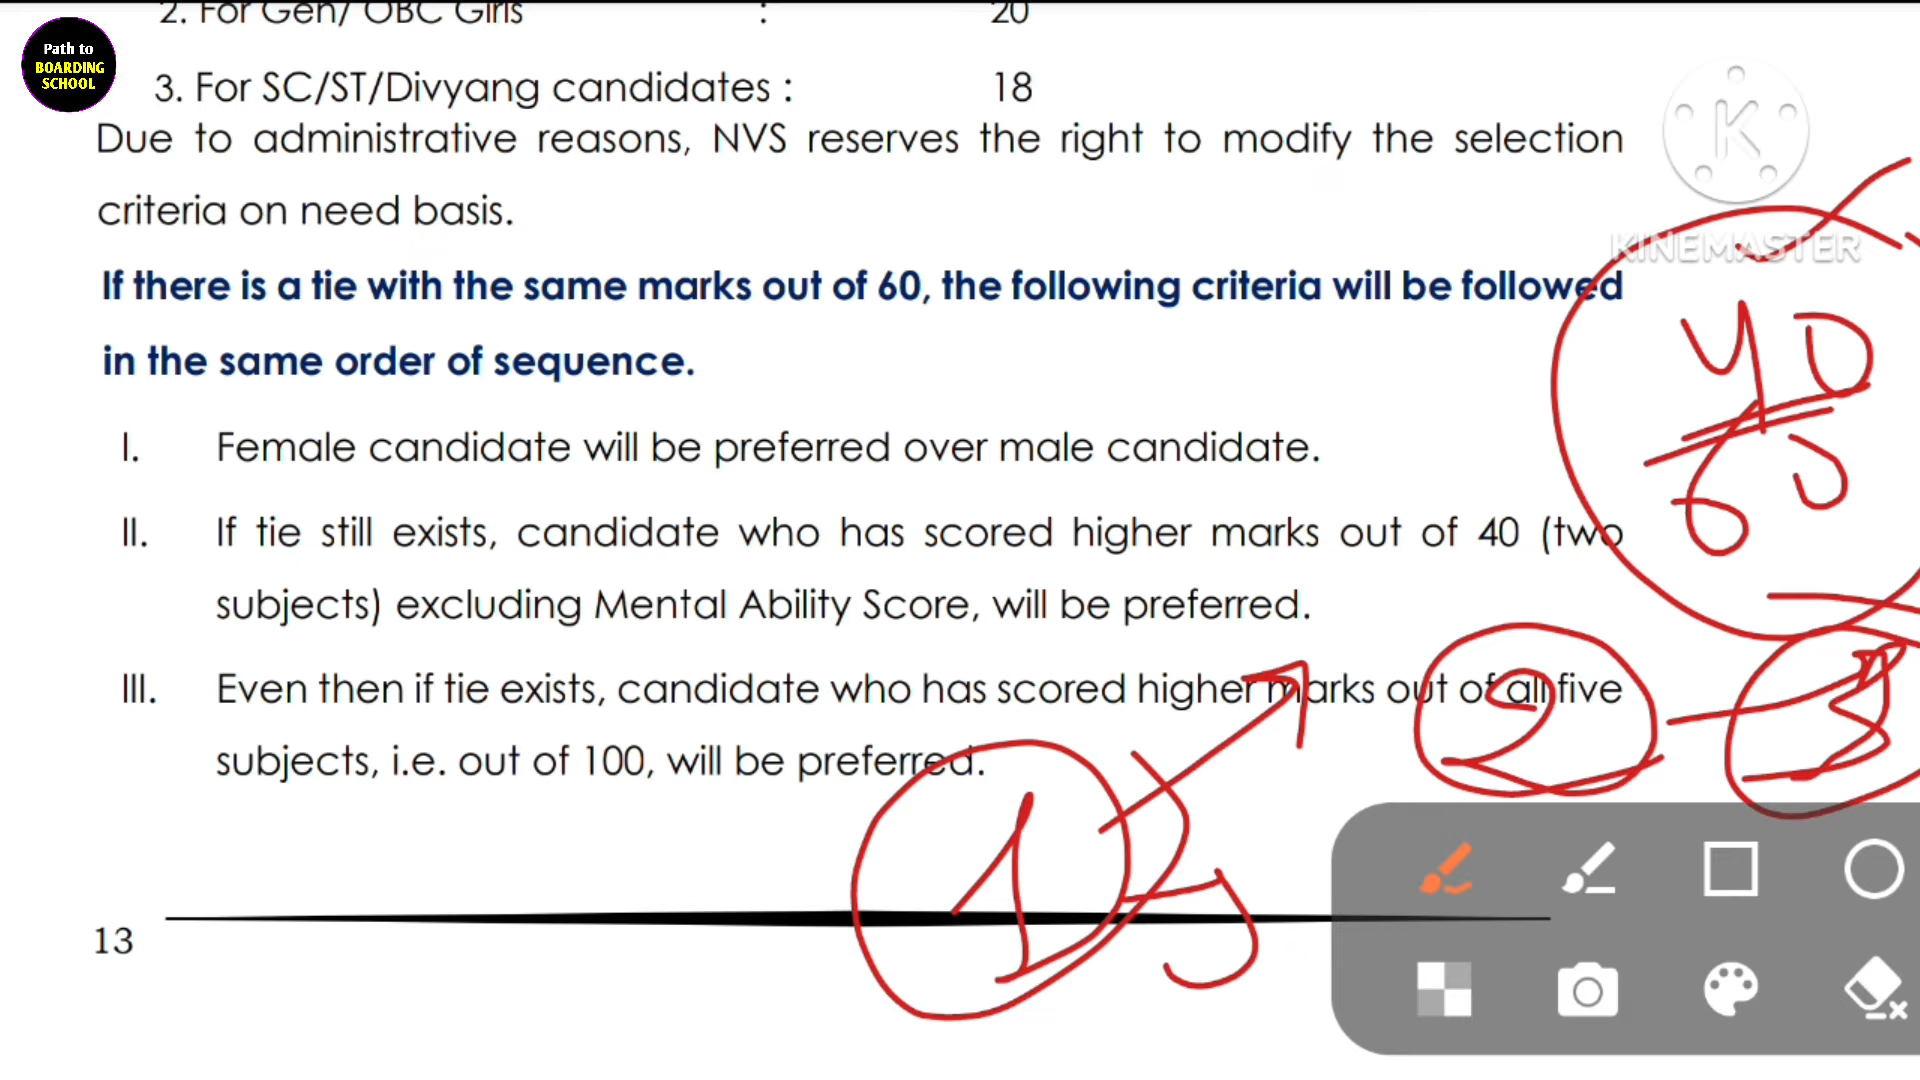 2. For Gen/ OBC Girls : 20
Path to
BOARDING
SCHOOL
3. For SC/ST/Divyang candidates : 18
Due to administrative reasons, NVS reserves the right to modify the selection
criteria on need basis.
KINEMASTER
If there is a tie with the same marks out of 60, the following criteria will be followed
in the same order of sequence.
I. Female candidate will be preferred over male candidate.
II. If tie still exists, candidate who has scored higher marks out of 40 (two
subjects) excluding Mental Ability Score, will be preferred.
III. Even then if tie exists, candidate who has scored higher marks out of all five
subjects, i.e. out of 100, will be preferred.
2
3
1
13